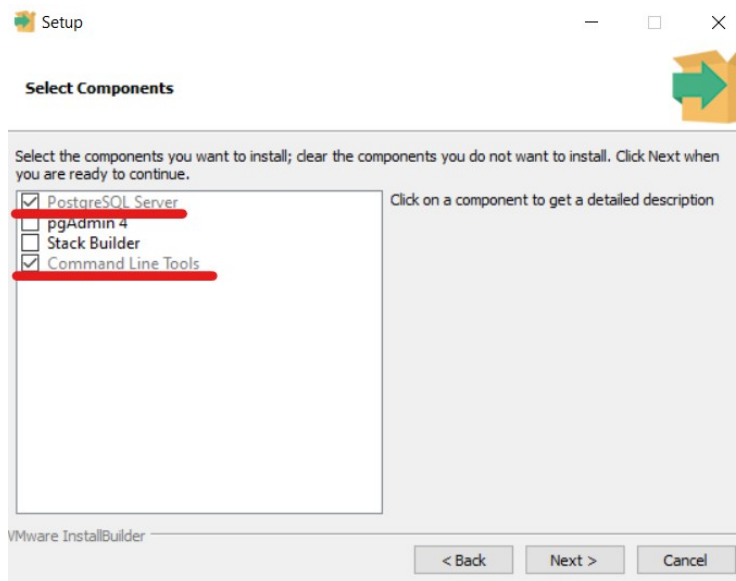 Setup
Select Components
Select the components you want to install; clear the components you do not want to install. Click Next when
you are ready to continue.
PostgreSQL Server
pgAdmin 4
Stack Builder
Command Line Tools
Click on a component to get a detailed description
VMware InstallBuilder
< Back
Next >
Cancel